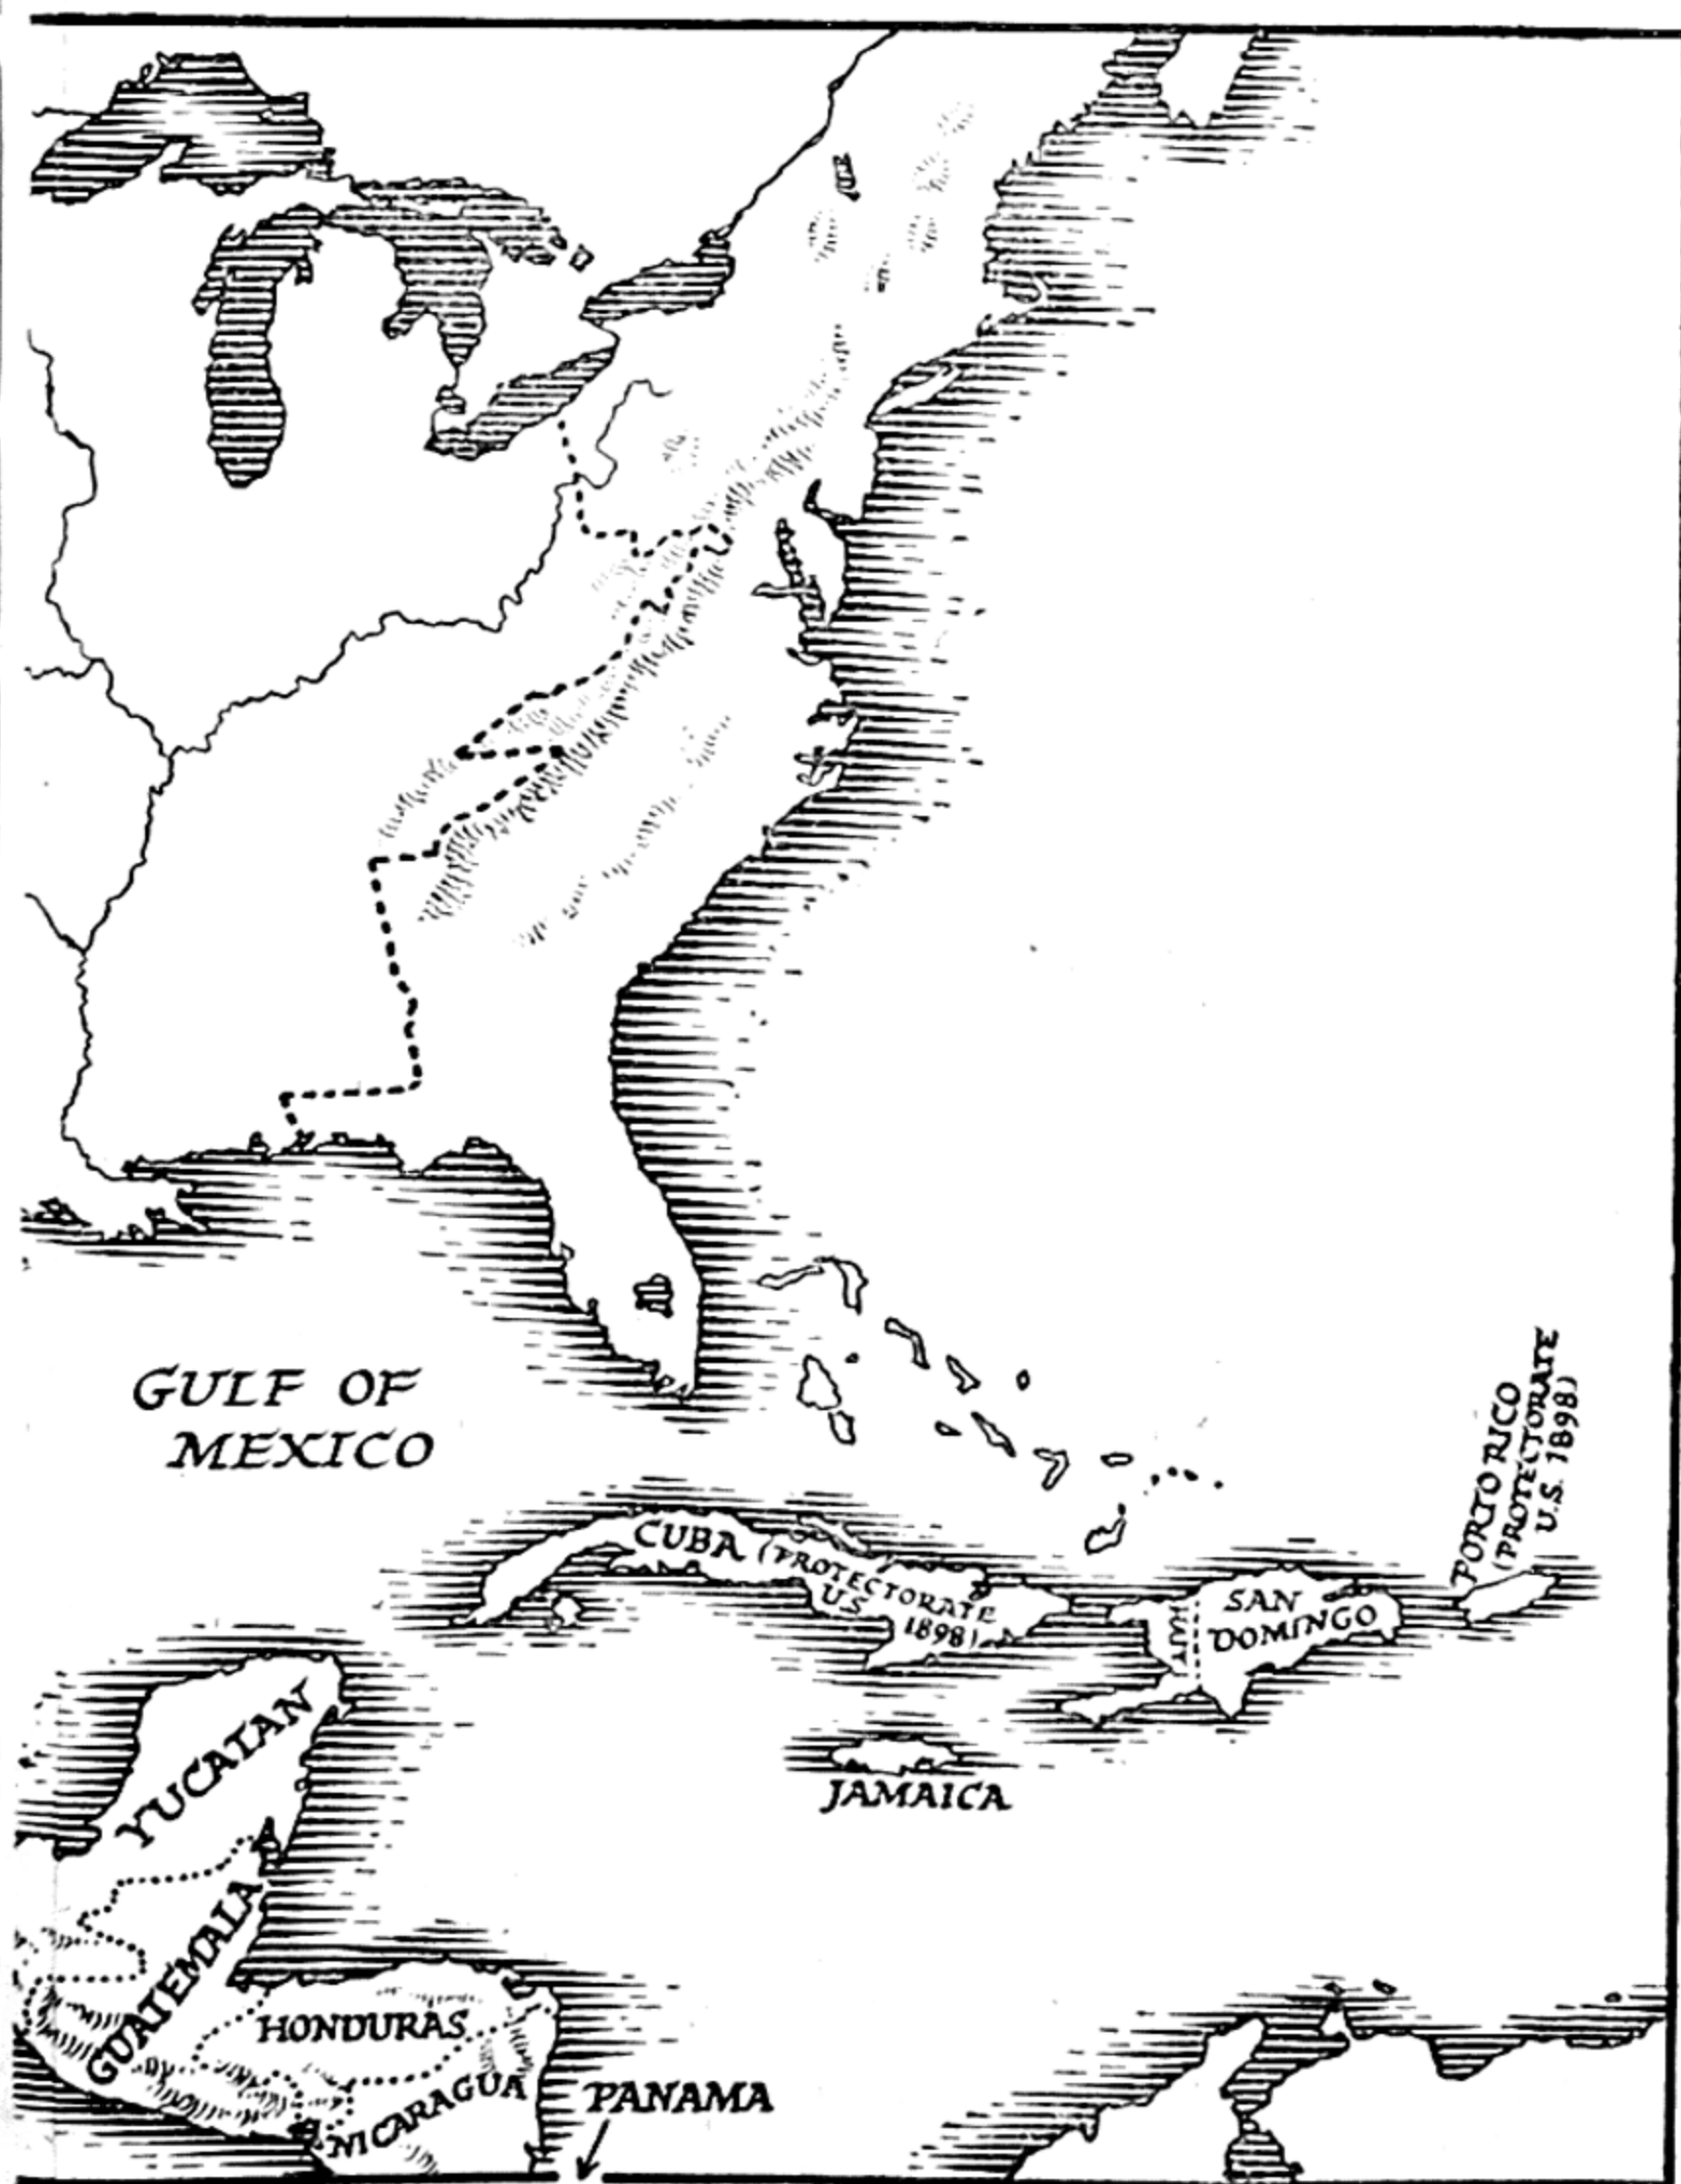 GULF OF
MEXICO
PORTO RICO
(PROTECTORATE
U.S. 1898)
CUBA (PROTECTORATE
U.S. 1898)
HAITI
SAN
DOMINGO
JAMAICA
YUCATAN
GUATEMALA
HONDURAS
NICARAGUA
PANAMA